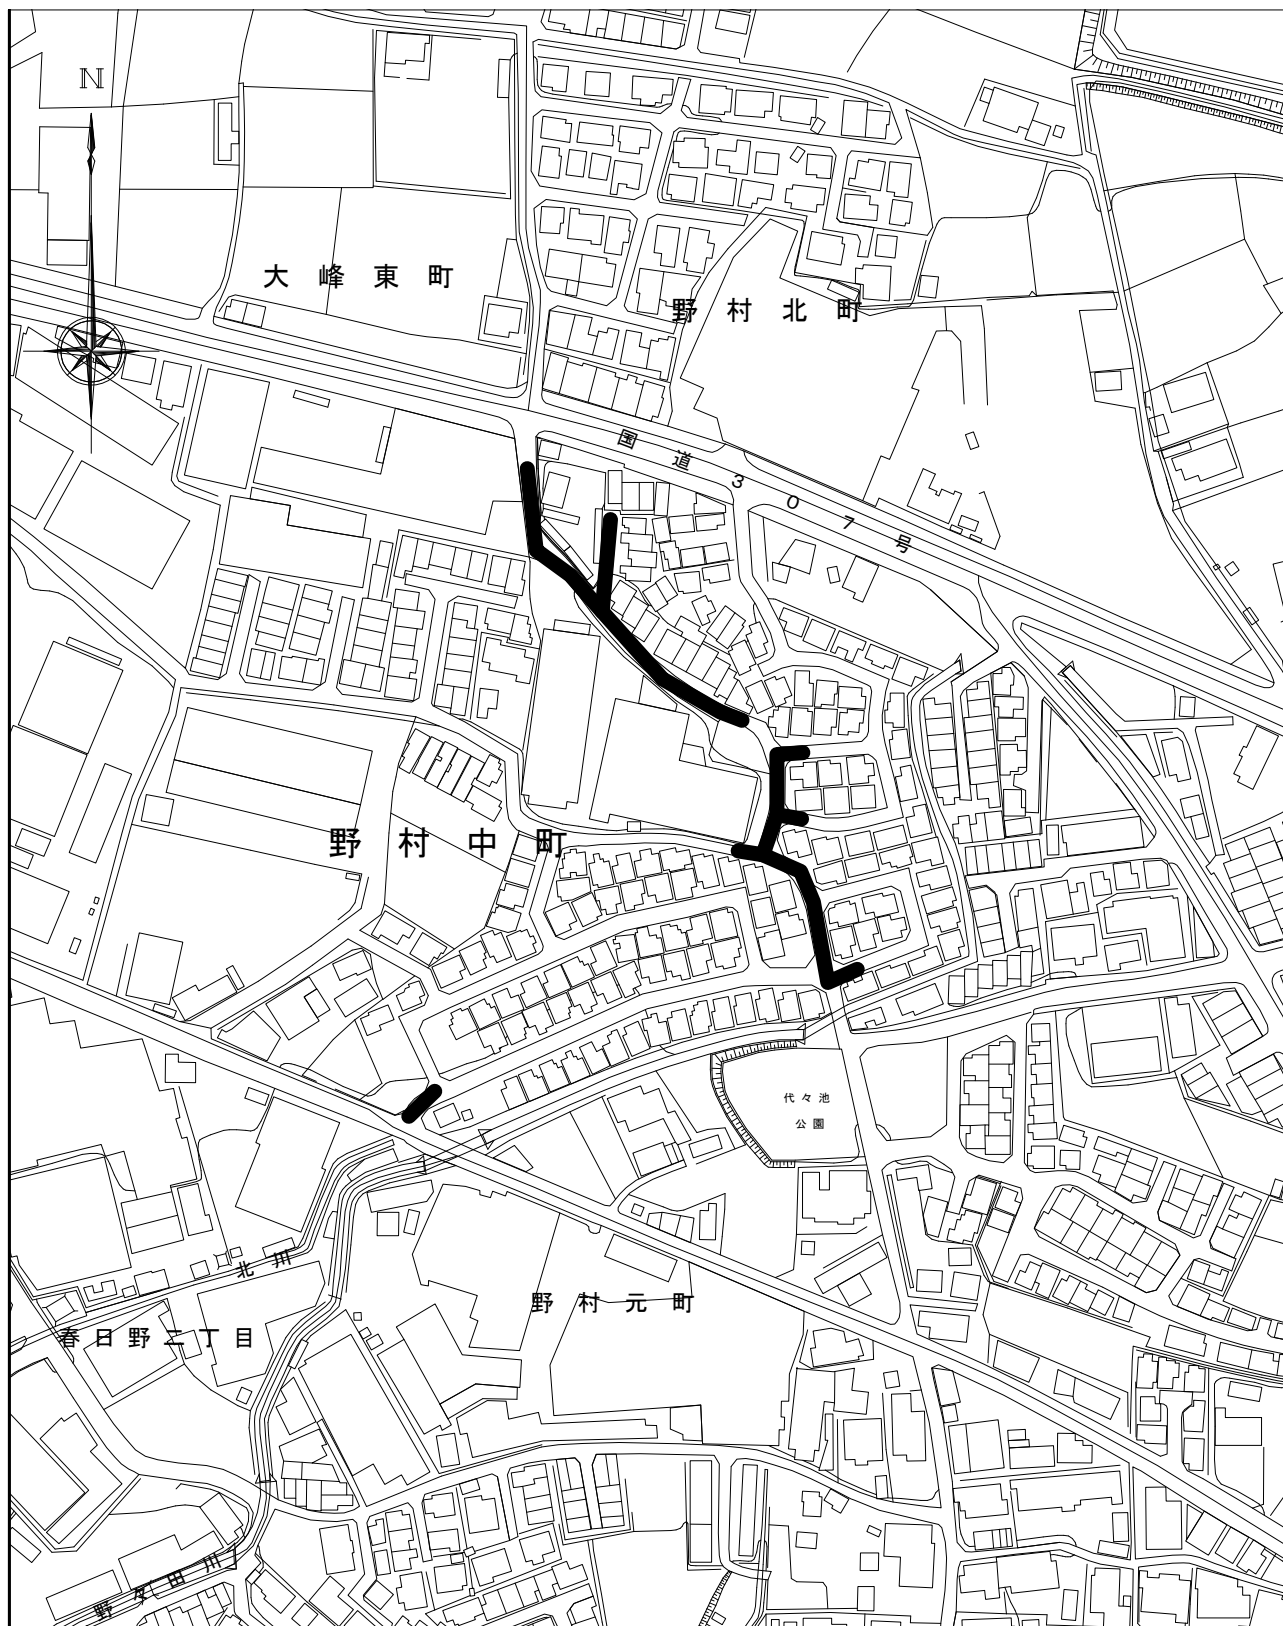 N
大峰東町
野村北町
国道307号
野村中町
代々池
公園
北川
野村元町
春日野二丁目
野々田川